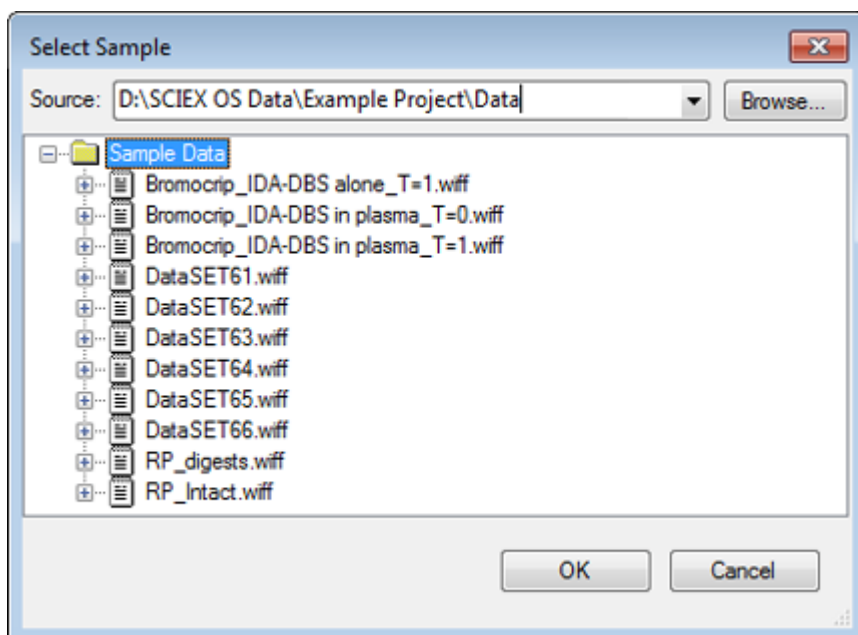 Select Sample
Source: D:\SCIEX OS Data\Example Project\Data Browse...
Sample Data
Bromocrip_IDA-DBS alone_T=1.wiff
Bromocrip_IDA-DBS in plasma_T=0.wiff
Bromocrip_IDA-DBS in plasma_T=1.wiff
DataSET61.wiff
DataSET62.wiff
DataSET63.wiff
DataSET64.wiff
DataSET65.wiff
DataSET66.wiff
RP_digests.wiff
RP_Intact.wiff
OK Cancel